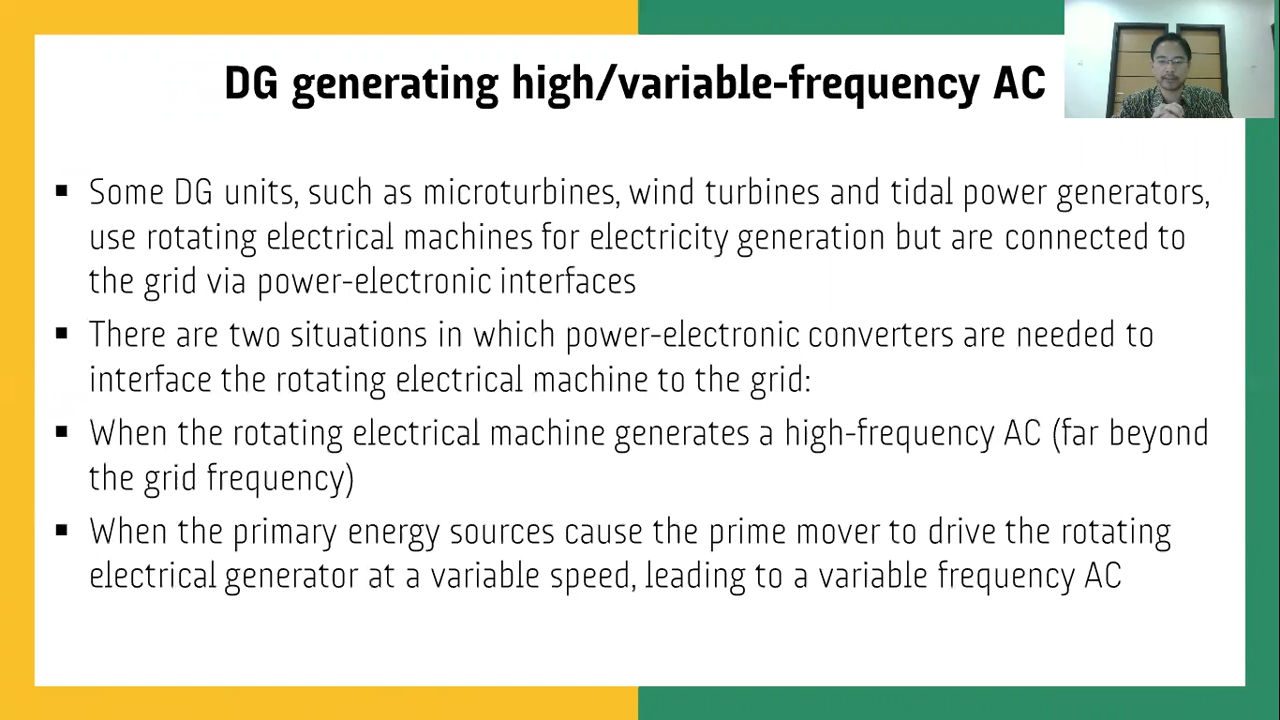 DG generating high/variable-frequency AC
▪ Some DG units, such as microturbines, wind turbines and tidal power generators,
use rotating electrical machines for electricity generation but are connected to
the grid via power-electronic interfaces
▪ There are two situations in which power-electronic converters are needed to
interface the rotating electrical machine to the grid:
▪ When the rotating electrical machine generates a high-frequency AC (far beyond
the grid frequency)
▪ When the primary energy sources cause the prime mover to drive the rotating
electrical generator at a variable speed, leading to a variable frequency AC